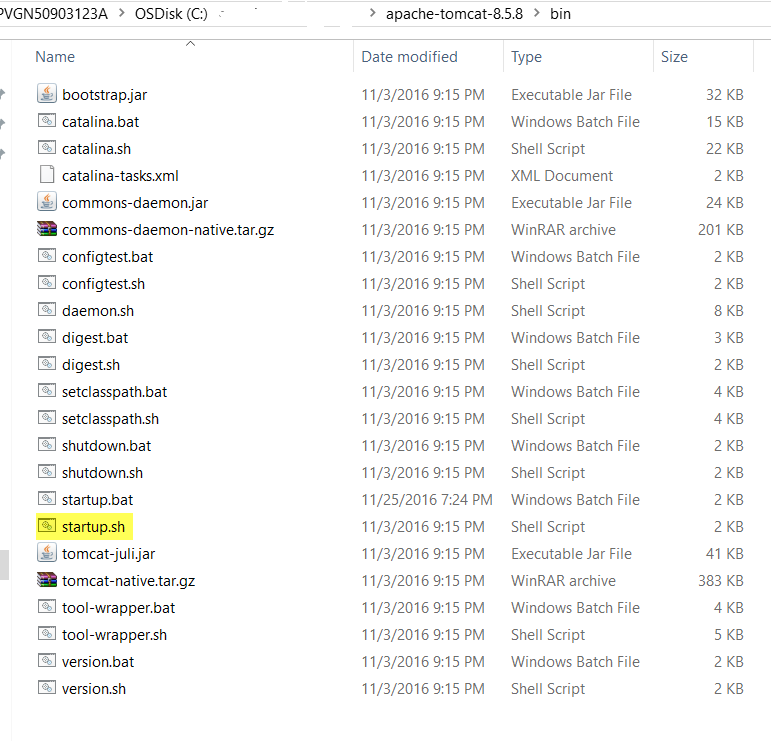 PVGN50903123A > OSDisk (C:) > apache-tomcat-8.5.8 > bin
Name Date modified Type Size
bootstrap.jar 11/3/2016 9:15 PM Executable Jar File 32 KB
catalina.bat 11/3/2016 9:15 PM Windows Batch File 15 KB
catalina.sh 11/3/2016 9:15 PM Shell Script 22 KB
catalina-tasks.xml 11/3/2016 9:15 PM XML Document 2 KB
commons-daemon.jar 11/3/2016 9:15 PM Executable Jar File 24 KB
commons-daemon-native.tar.gz 11/3/2016 9:15 PM WinRAR archive 201 KB
configtest.bat 11/3/2016 9:15 PM Windows Batch File 2 KB
configtest.sh 11/3/2016 9:15 PM Shell Script 2 KB
daemon.sh 11/3/2016 9:15 PM Shell Script 8 KB
digest.bat 11/3/2016 9:15 PM Windows Batch File 3 KB
digest.sh 11/3/2016 9:15 PM Shell Script 2 KB
setclasspath.bat 11/3/2016 9:15 PM Windows Batch File 4 KB
setclasspath.sh 11/3/2016 9:15 PM Shell Script 4 KB
shutdown.bat 11/3/2016 9:15 PM Windows Batch File 2 KB
shutdown.sh 11/3/2016 9:15 PM Shell Script 2 KB
startup.bat 11/25/2016 7:24 PM Windows Batch File 2 KB
startup.sh 11/3/2016 9:15 PM Shell Script 2 KB
tomcat-juli.jar 11/3/2016 9:15 PM Executable Jar File 41 KB
tomcat-native.tar.gz 11/3/2016 9:15 PM WinRAR archive 383 KB
tool-wrapper.bat 11/3/2016 9:15 PM Windows Batch File 4 KB
tool-wrapper.sh 11/3/2016 9:15 PM Shell Script 5 KB
version.bat 11/3/2016 9:15 PM Windows Batch File 2 KB
version.sh 11/3/2016 9:15 PM Shell Script 2 KB